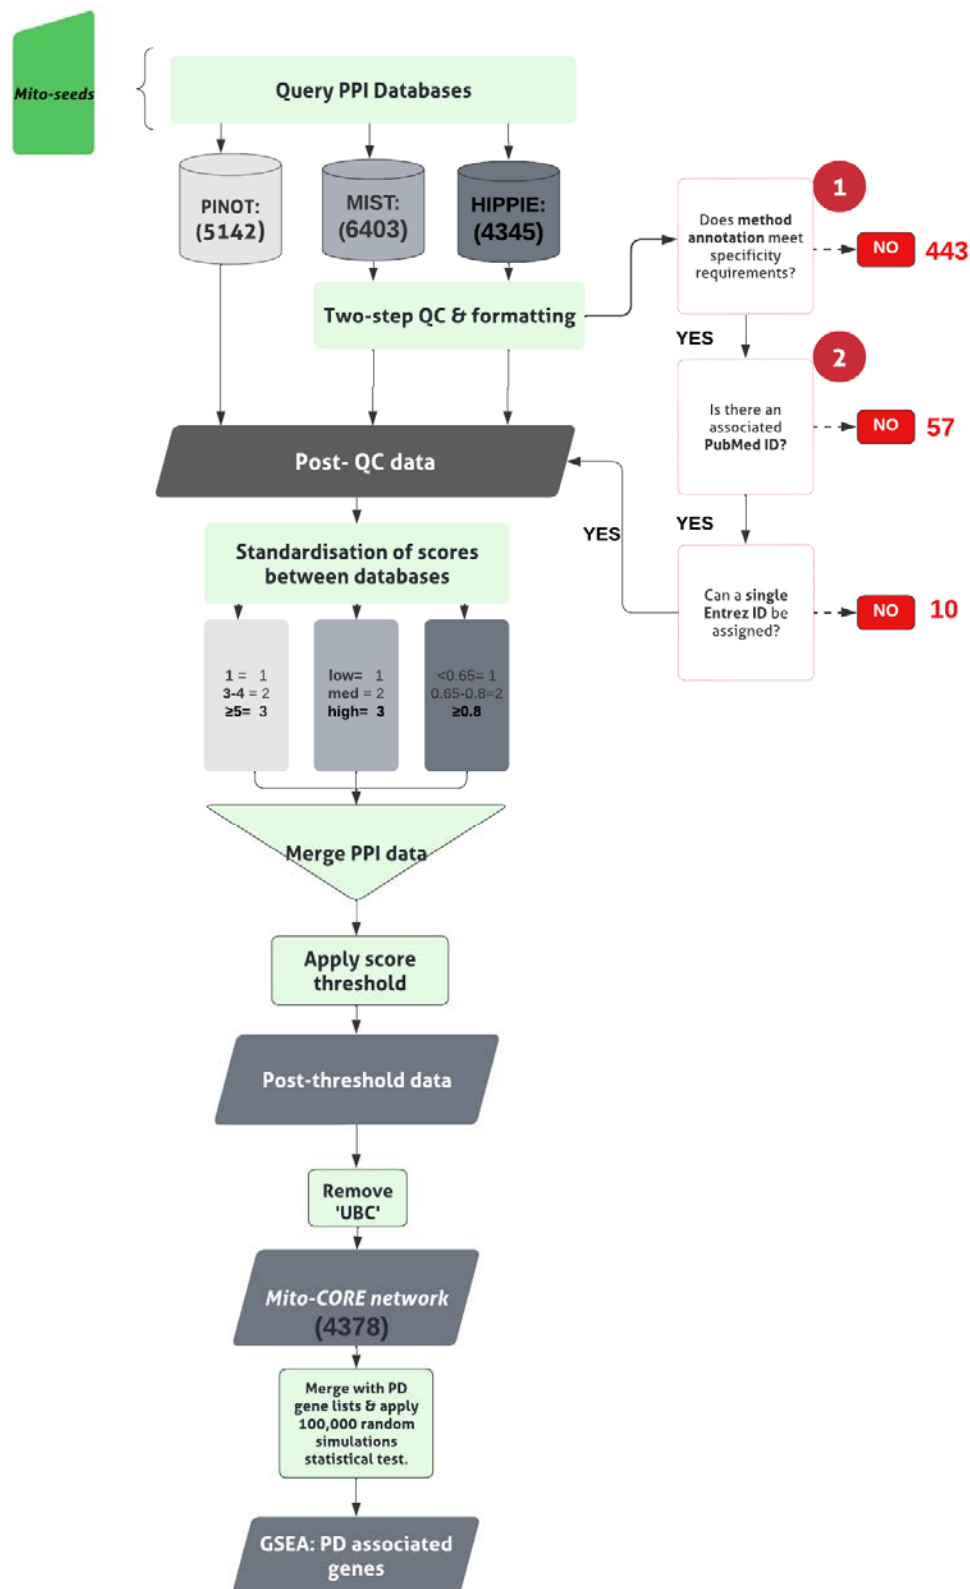 Mito-seeds
Query PPI Databases
PINOT:
(5142)
MIST:
(6403)
HIPPIE:
(4345)
Two-step QC & formatting
1
Does method
annotation meet
specificity
requirements?
NO
443
YES
2
Is there an
associated
PubMed ID?
NO
57
YES
Can a single
Entrez ID be
assigned?
NO
10
YES
Post- QC data
Standardisation of scores
between databases
1 = 1
3-4 = 2
≥5= 3
low= 1
med = 2
high= 3
<0.65= 1
0.65-0.8=2
≥0.8
Merge PPI data
Apply score
threshold
Post-threshold data
Remove
'UBC'
Mito-CORE network
(4378)
Merge with PD
gene lists & apply
100,000 random
simulations
statistical test.
GSEA: PD associated
genes